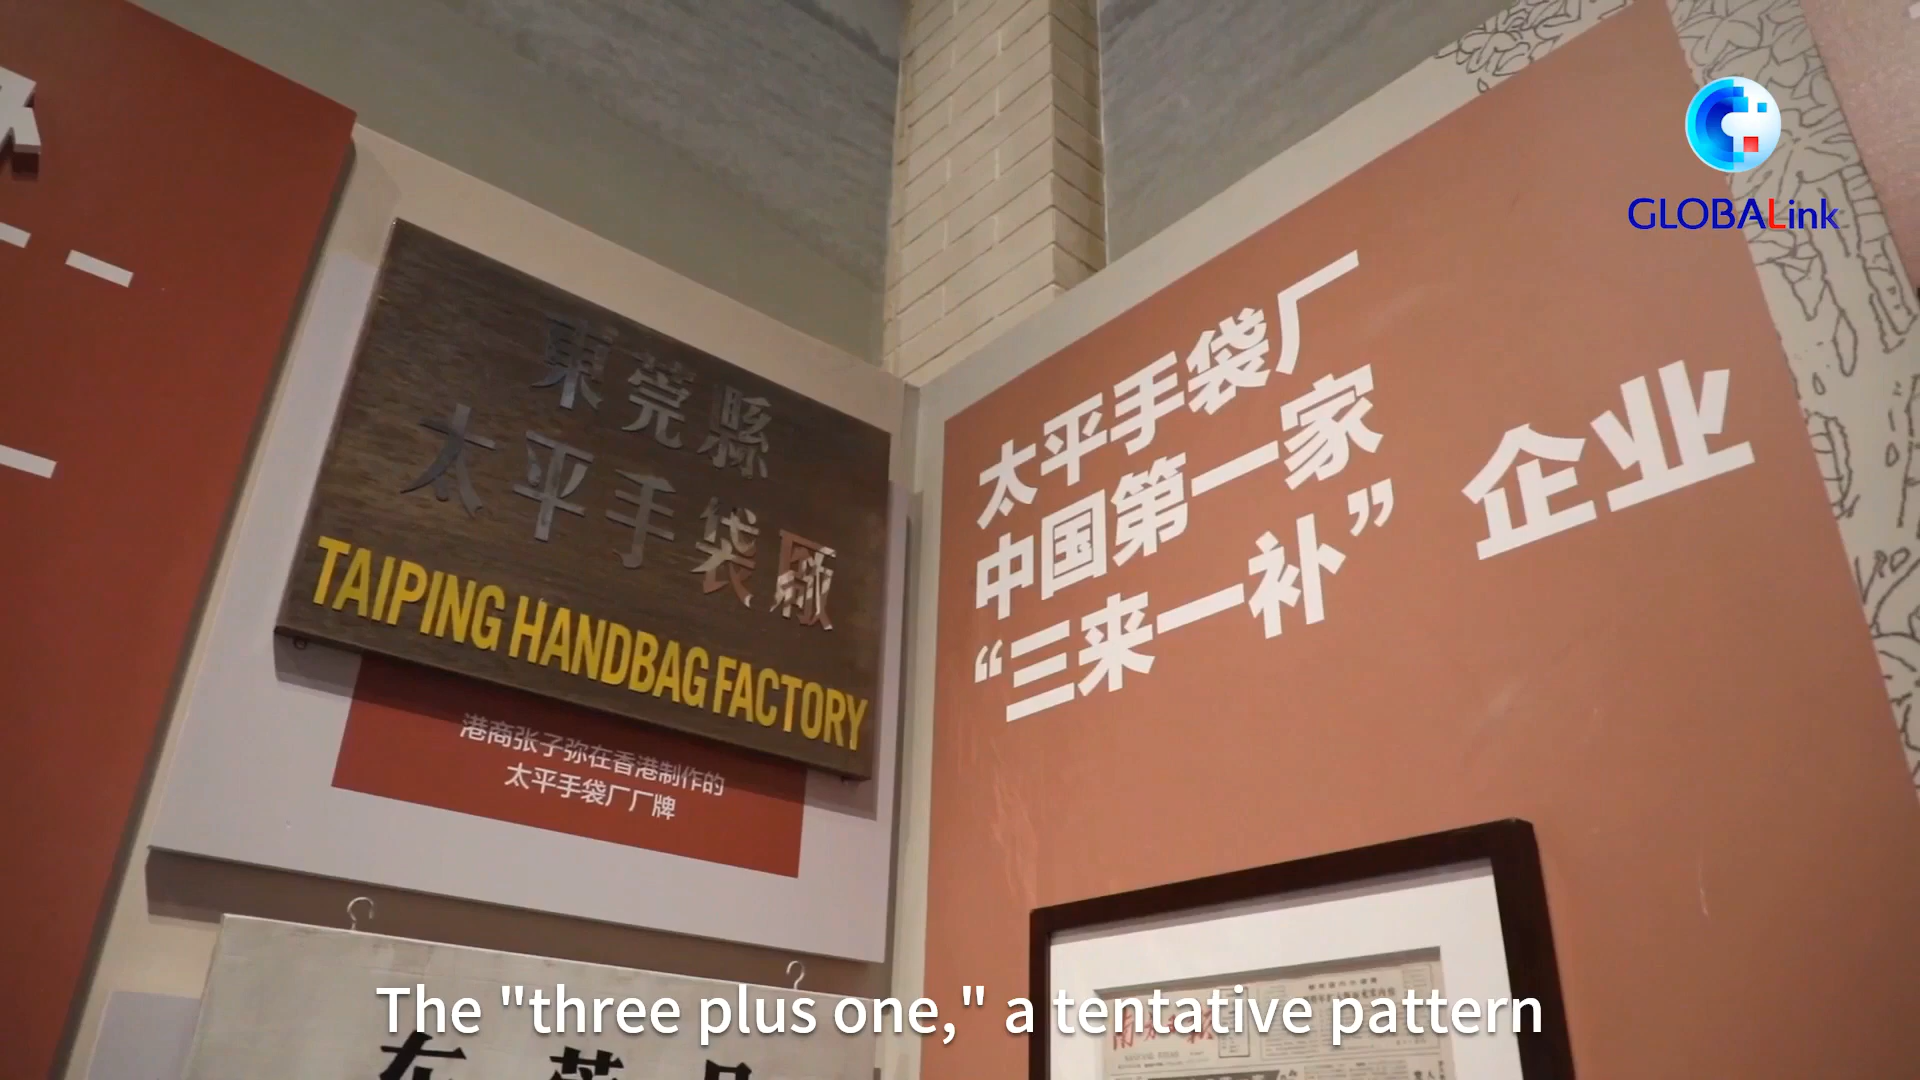 GLOBALink
東莞縣
太平手袋廠
TAIPING HANDBAG FACTORY
港商张子弥在香港制作的
太平手袋厂厂牌
太平手袋厂
中国第一家
“三来一补”企业
The "three plus one," a tentative pattern